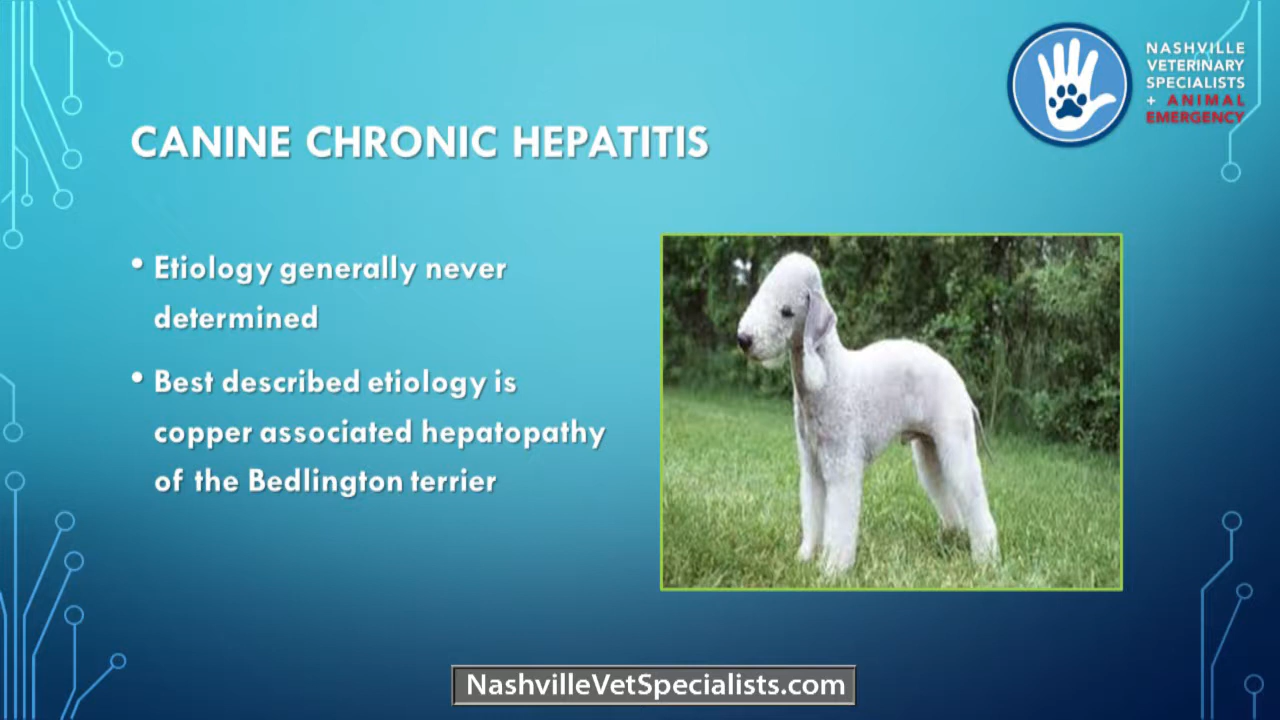 NASHVILLE
VETERINARY
SPECIALISTS
+ ANIMAL
EMERGENCY
CANINE CHRONIC HEPATITIS
• Etiology generally never
determined
• Best described etiology is
copper associated hepatopathy
of the Bedlington terrier
NashvilleVetSpecialists.com